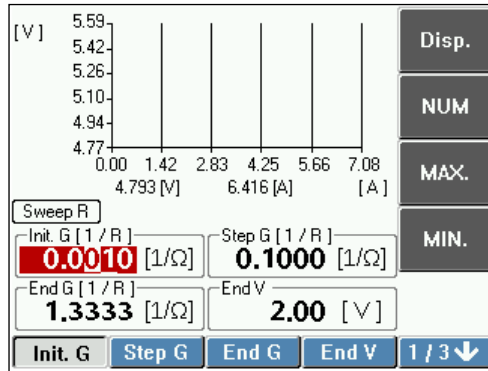 [V]
5.59
5.42
5.26
5.10
4.94
4.77
0.00 1.42 2.83 4.25 5.66 7.08
4.793 [V] 6.416 [A] [A]
Sweep R
Init. G [ 1 / R ] Step G [ 1 / R ]
0.0010 [1/Ω] 0.1000 [1/Ω]
End G [ 1 / R ] End V
1.3333 [1/Ω] 2.00 [V]
Init. G Step G End G End V 1 / 3
Disp.
NUM
MAX.
MIN.